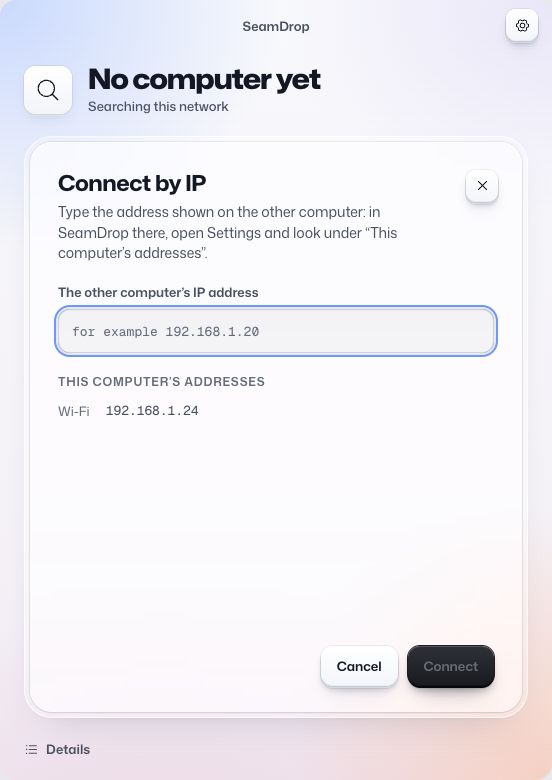 SeamDrop
No computer yet
Searching this network
Connect by IP
Type the address shown on the other computer: in
SeamDrop there, open Settings and look under “This
computer’s addresses”.
The other computer’s IP address
for example 192.168.1.20
THIS COMPUTER’S ADDRESSES
Wi-Fi 192.168.1.24
Cancel Connect
Details